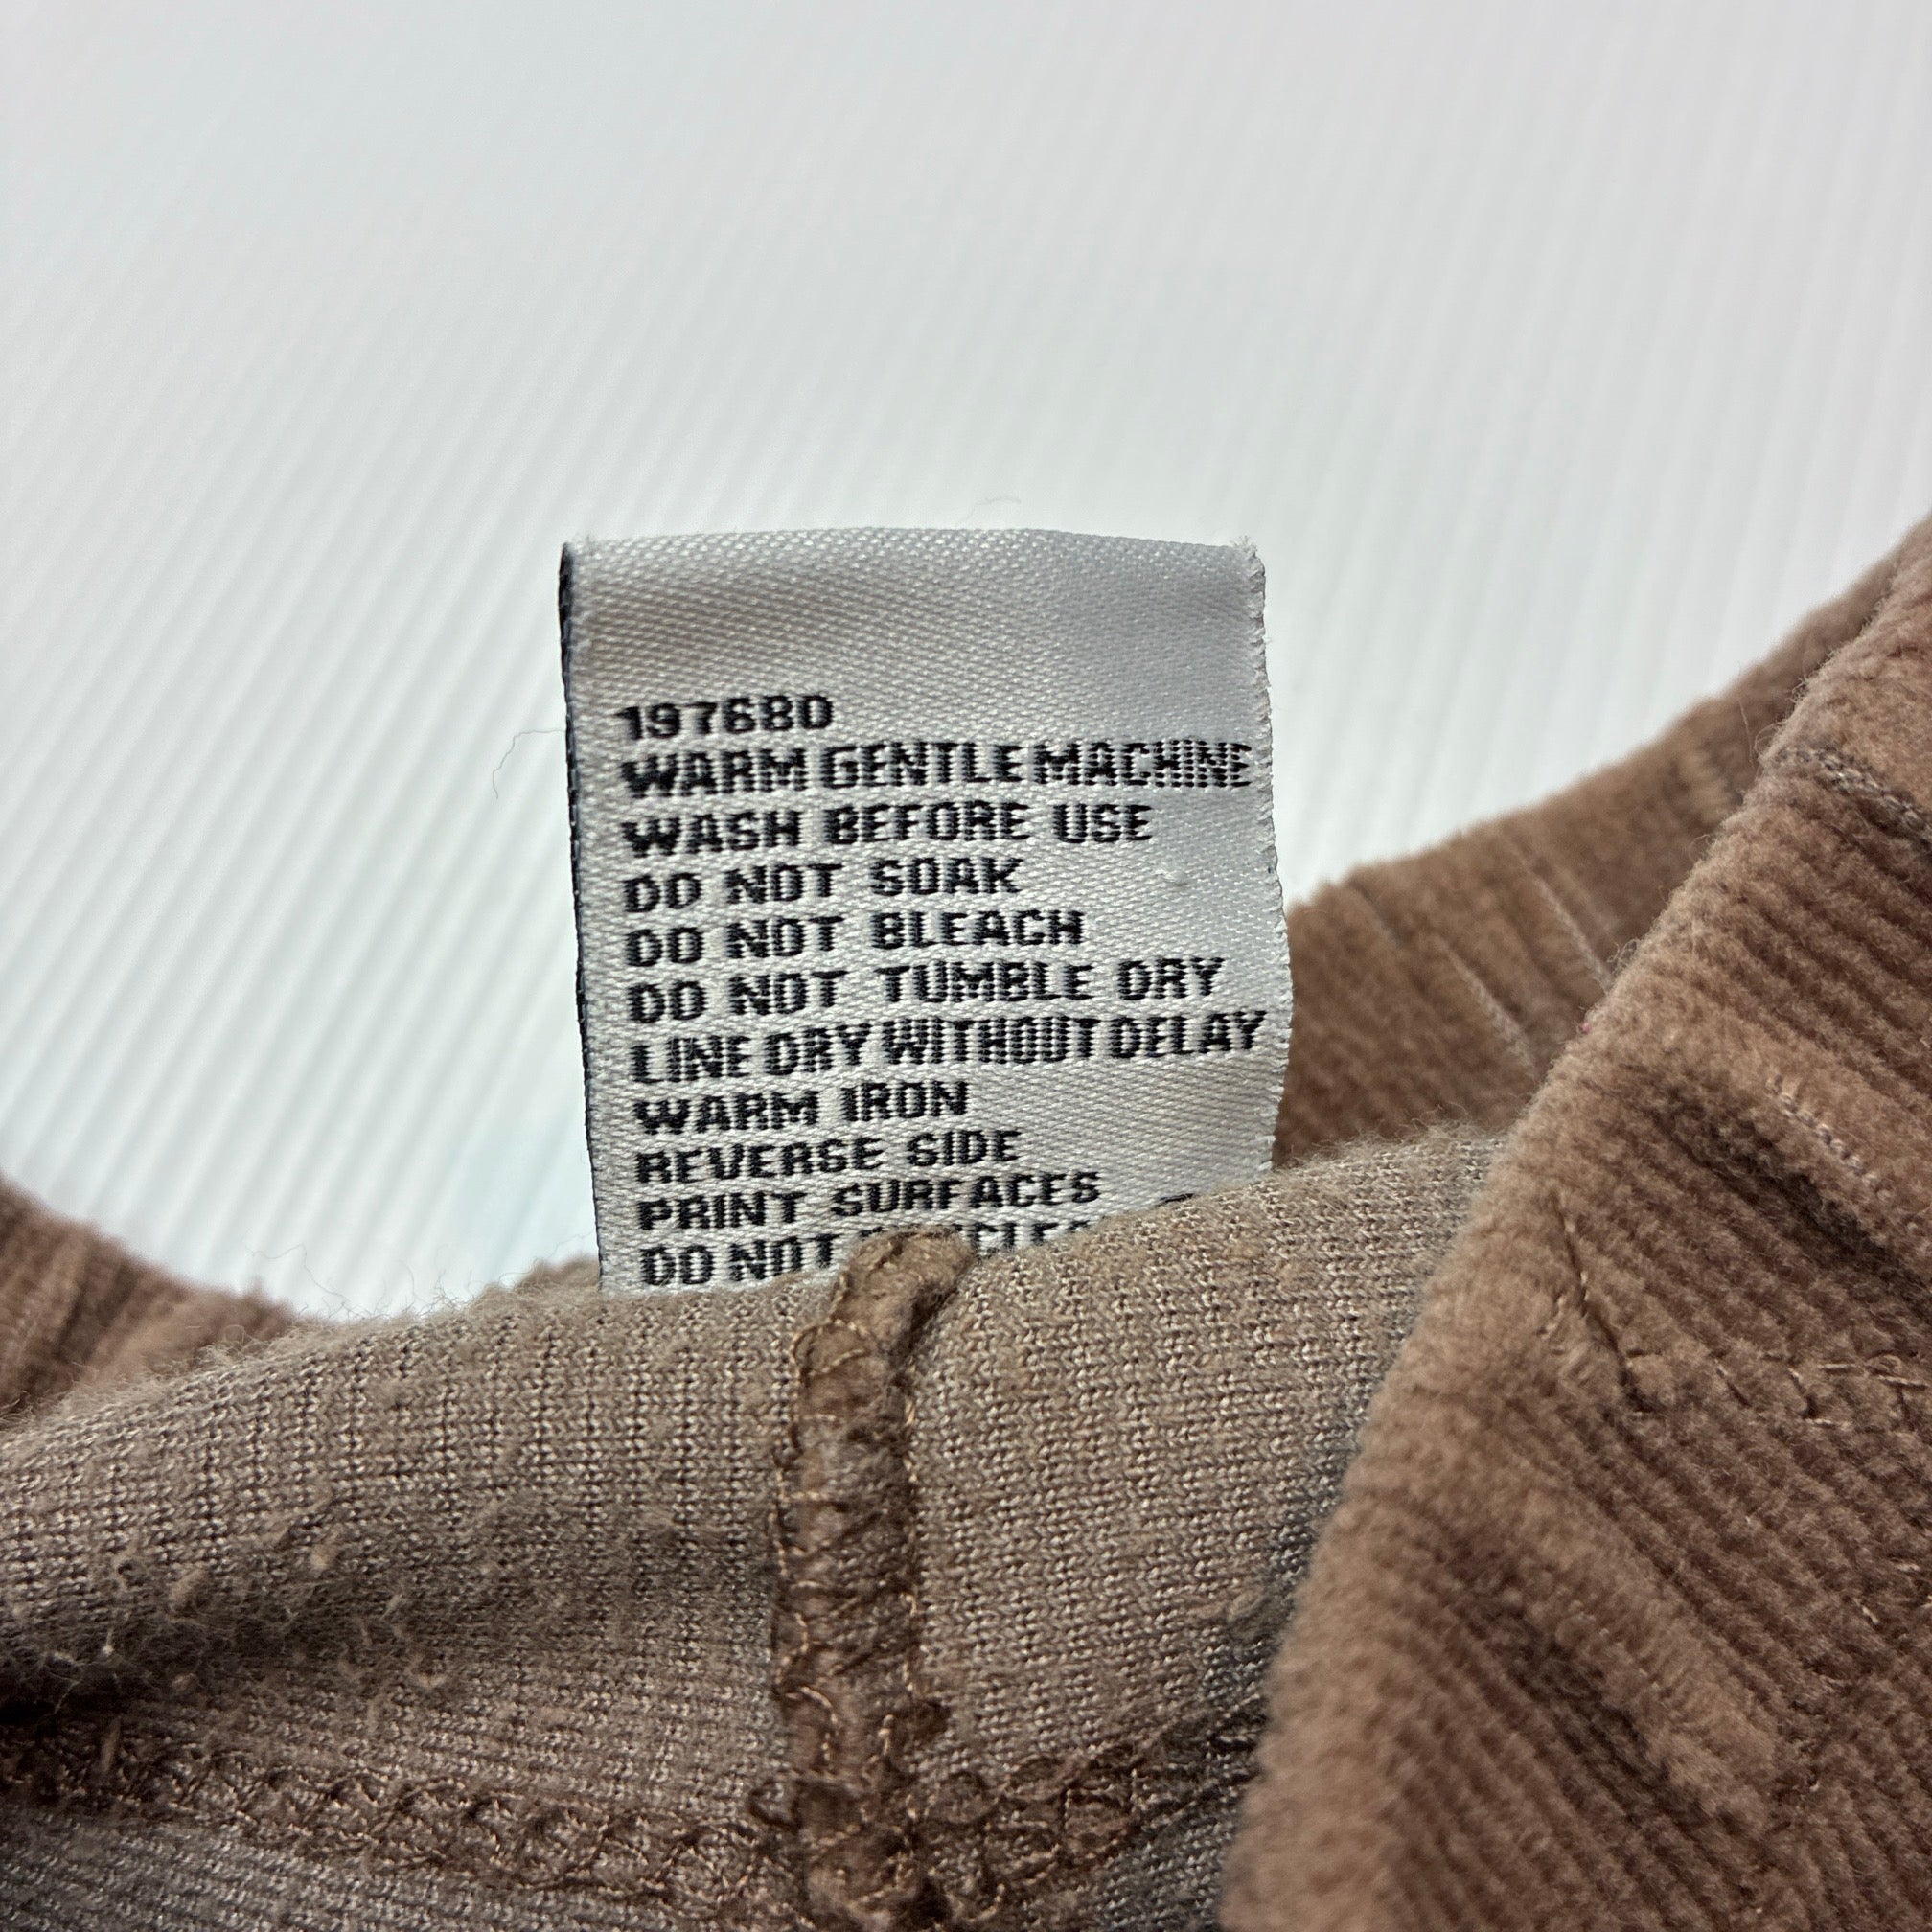 197680
WARM GENTLE MACHINE
WASH BEFORE USE
DO NOT SOAK
DO NOT BLEACH
DO NOT TUMBLE DRY
LINE DRY WITHOUT DELAY
WARM IRON
REVERSE SIDE
PRINT SURFACES
DO NOT